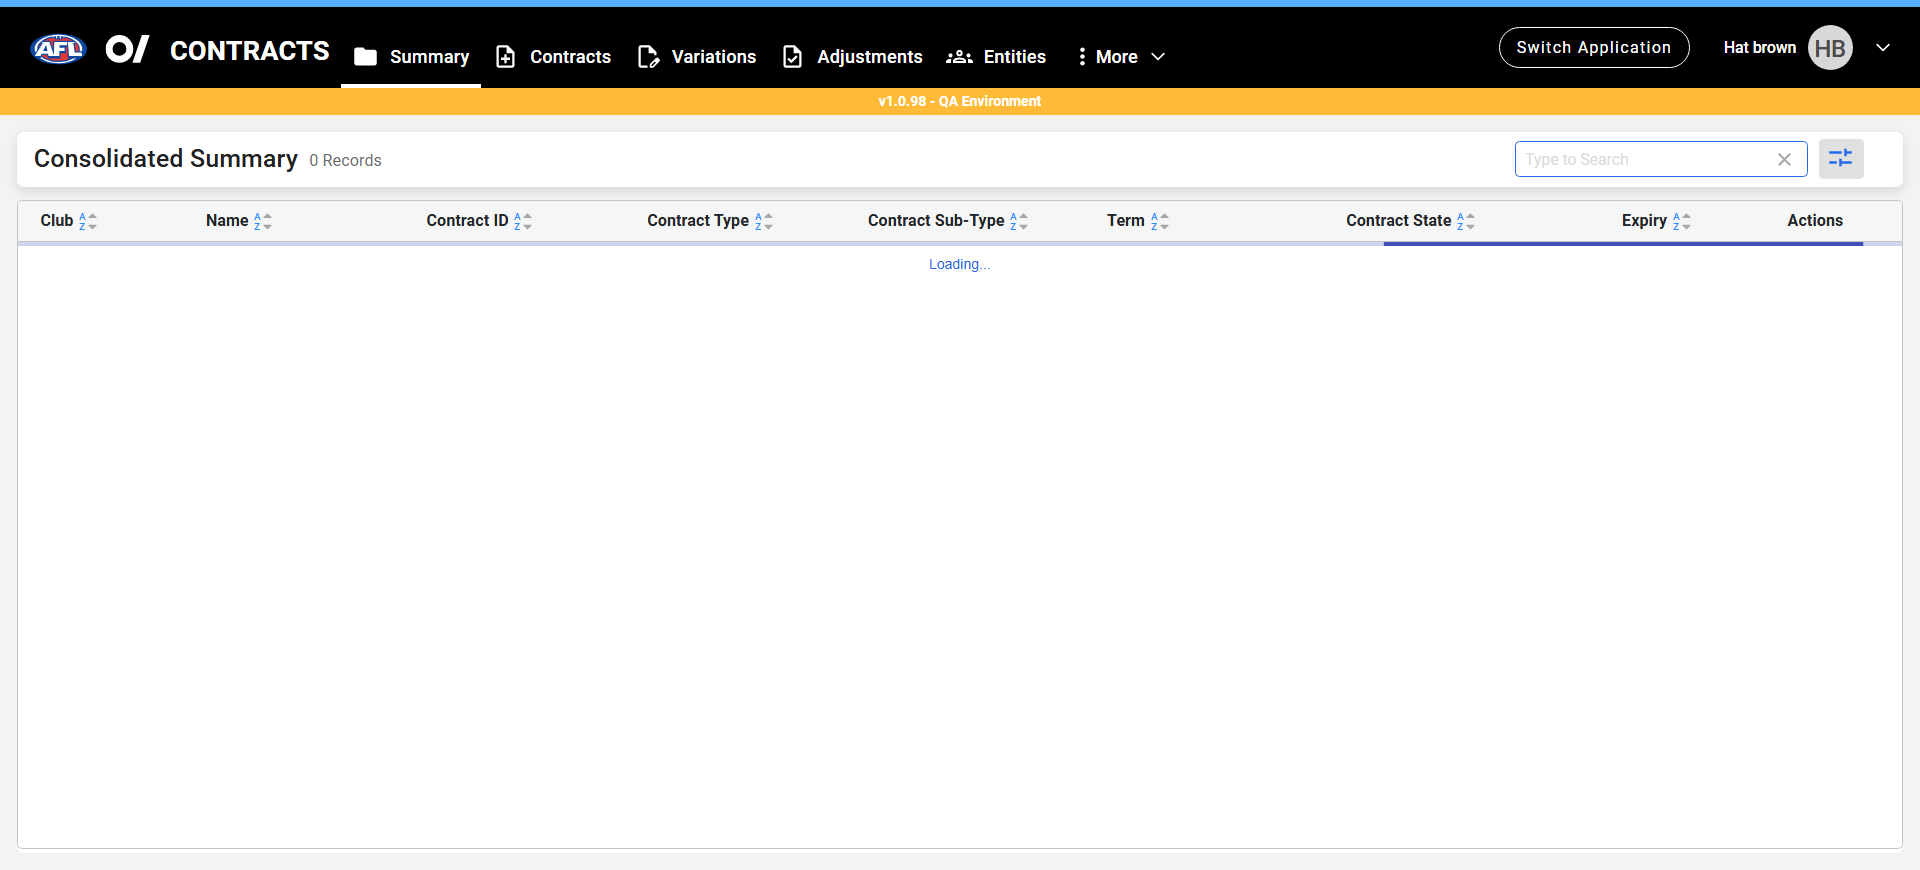 AFL O/ CONTRACTS Summary Contracts Variations Adjustments Entities More Switch Application Hat brown HB
v1.0.98 - QA Environment
Consolidated Summary 0 Records Type to Search
Club Name Contract ID Contract Type Contract Sub-Type Term Contract State Expiry Actions
Loading...